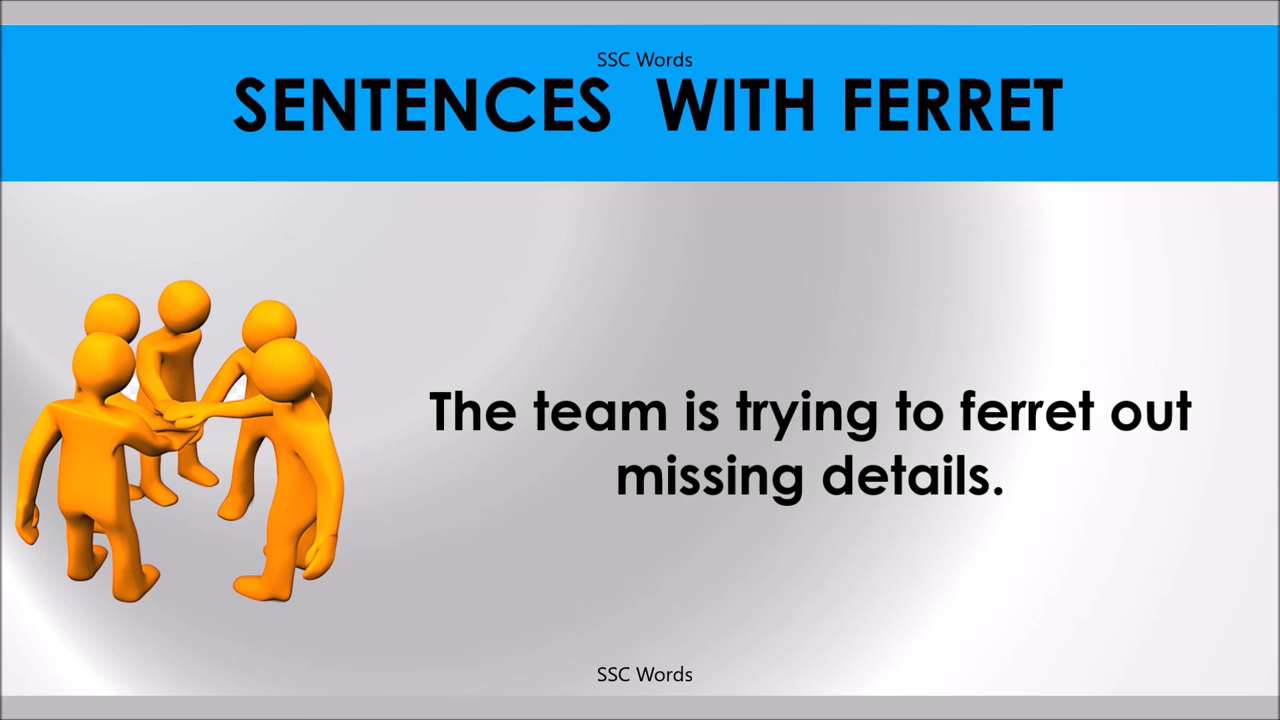 SSC Words
SENTENCES WITH FERRET
The team is trying to ferret out
missing details.
SSC Words